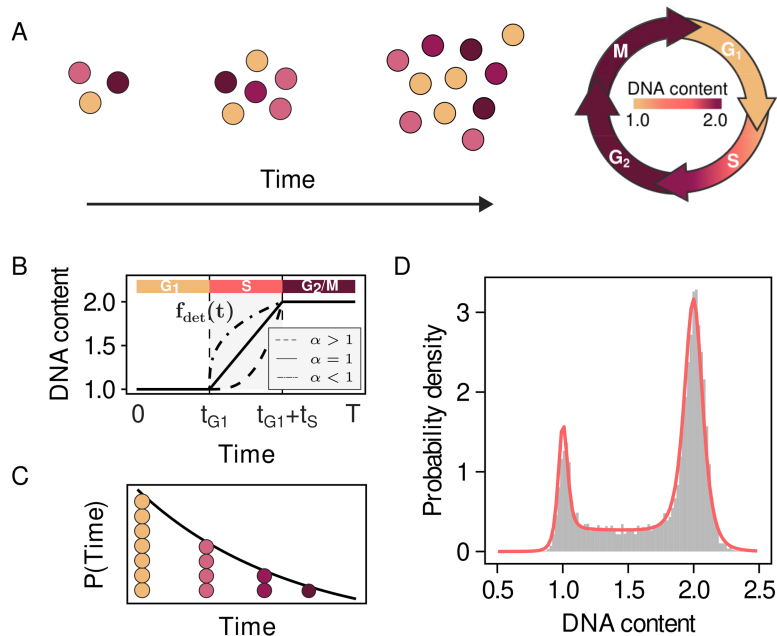 A
M
G1
DNA content
1.0 2.0
G2
S
Time
B
G1 S G2/M
DNA content
2.0
1.5
1.0
fdet(t)
α > 1
α = 1
α < 1
0 tG1 tG1+tS T
Time
C
P(Time)
Time
D
Probability density
3
2
1
0
0.5 1.0 1.5 2.0 2.5
DNA content